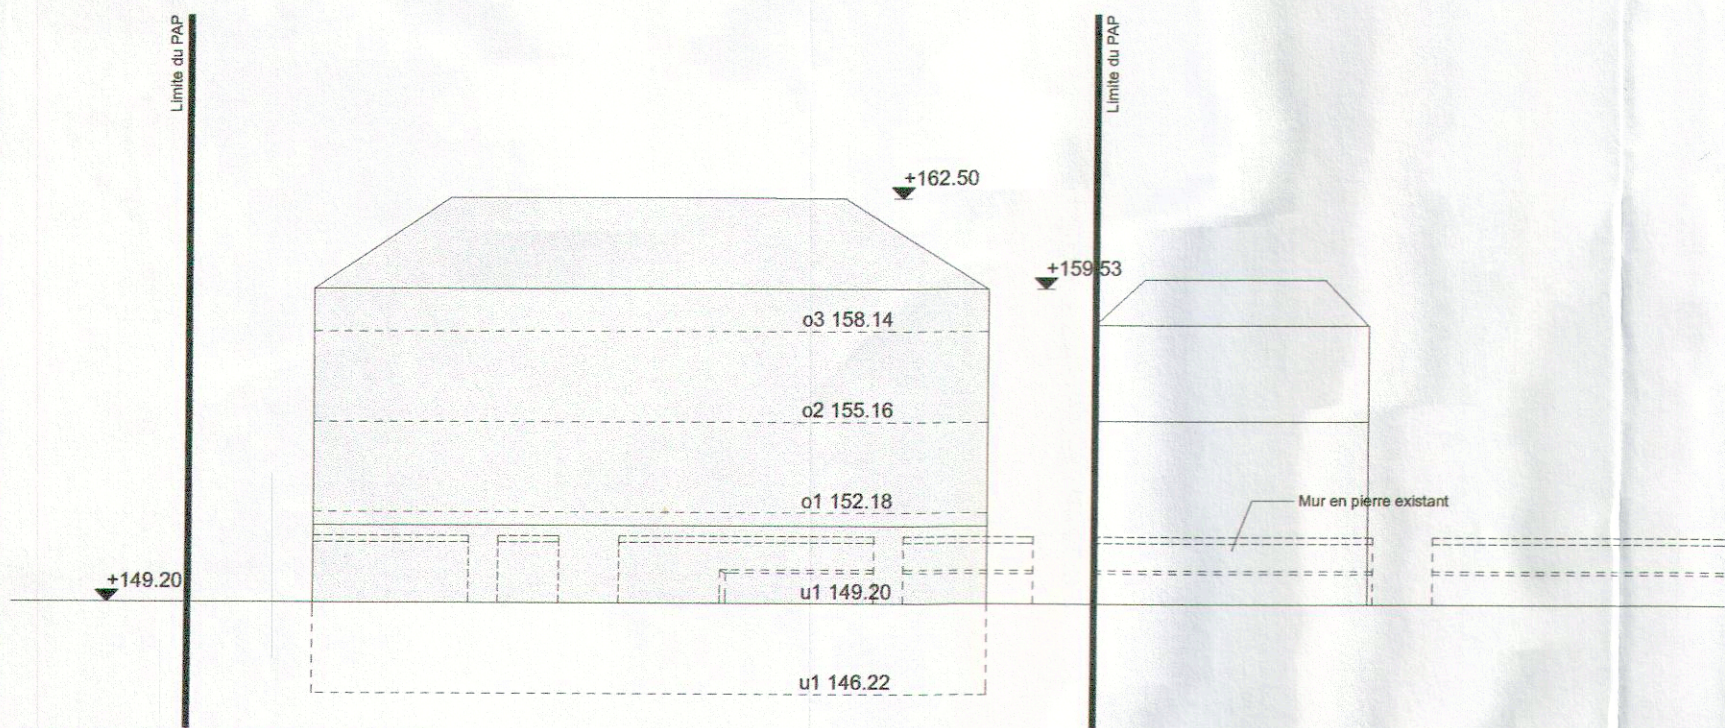 Limite du PAP
Limite du PAP
+162.50
+159.53
o3 158.14
o2 155.16
o1 152.18
Mur en pierre existant
+149.20
u1 149.20
u1 146.22